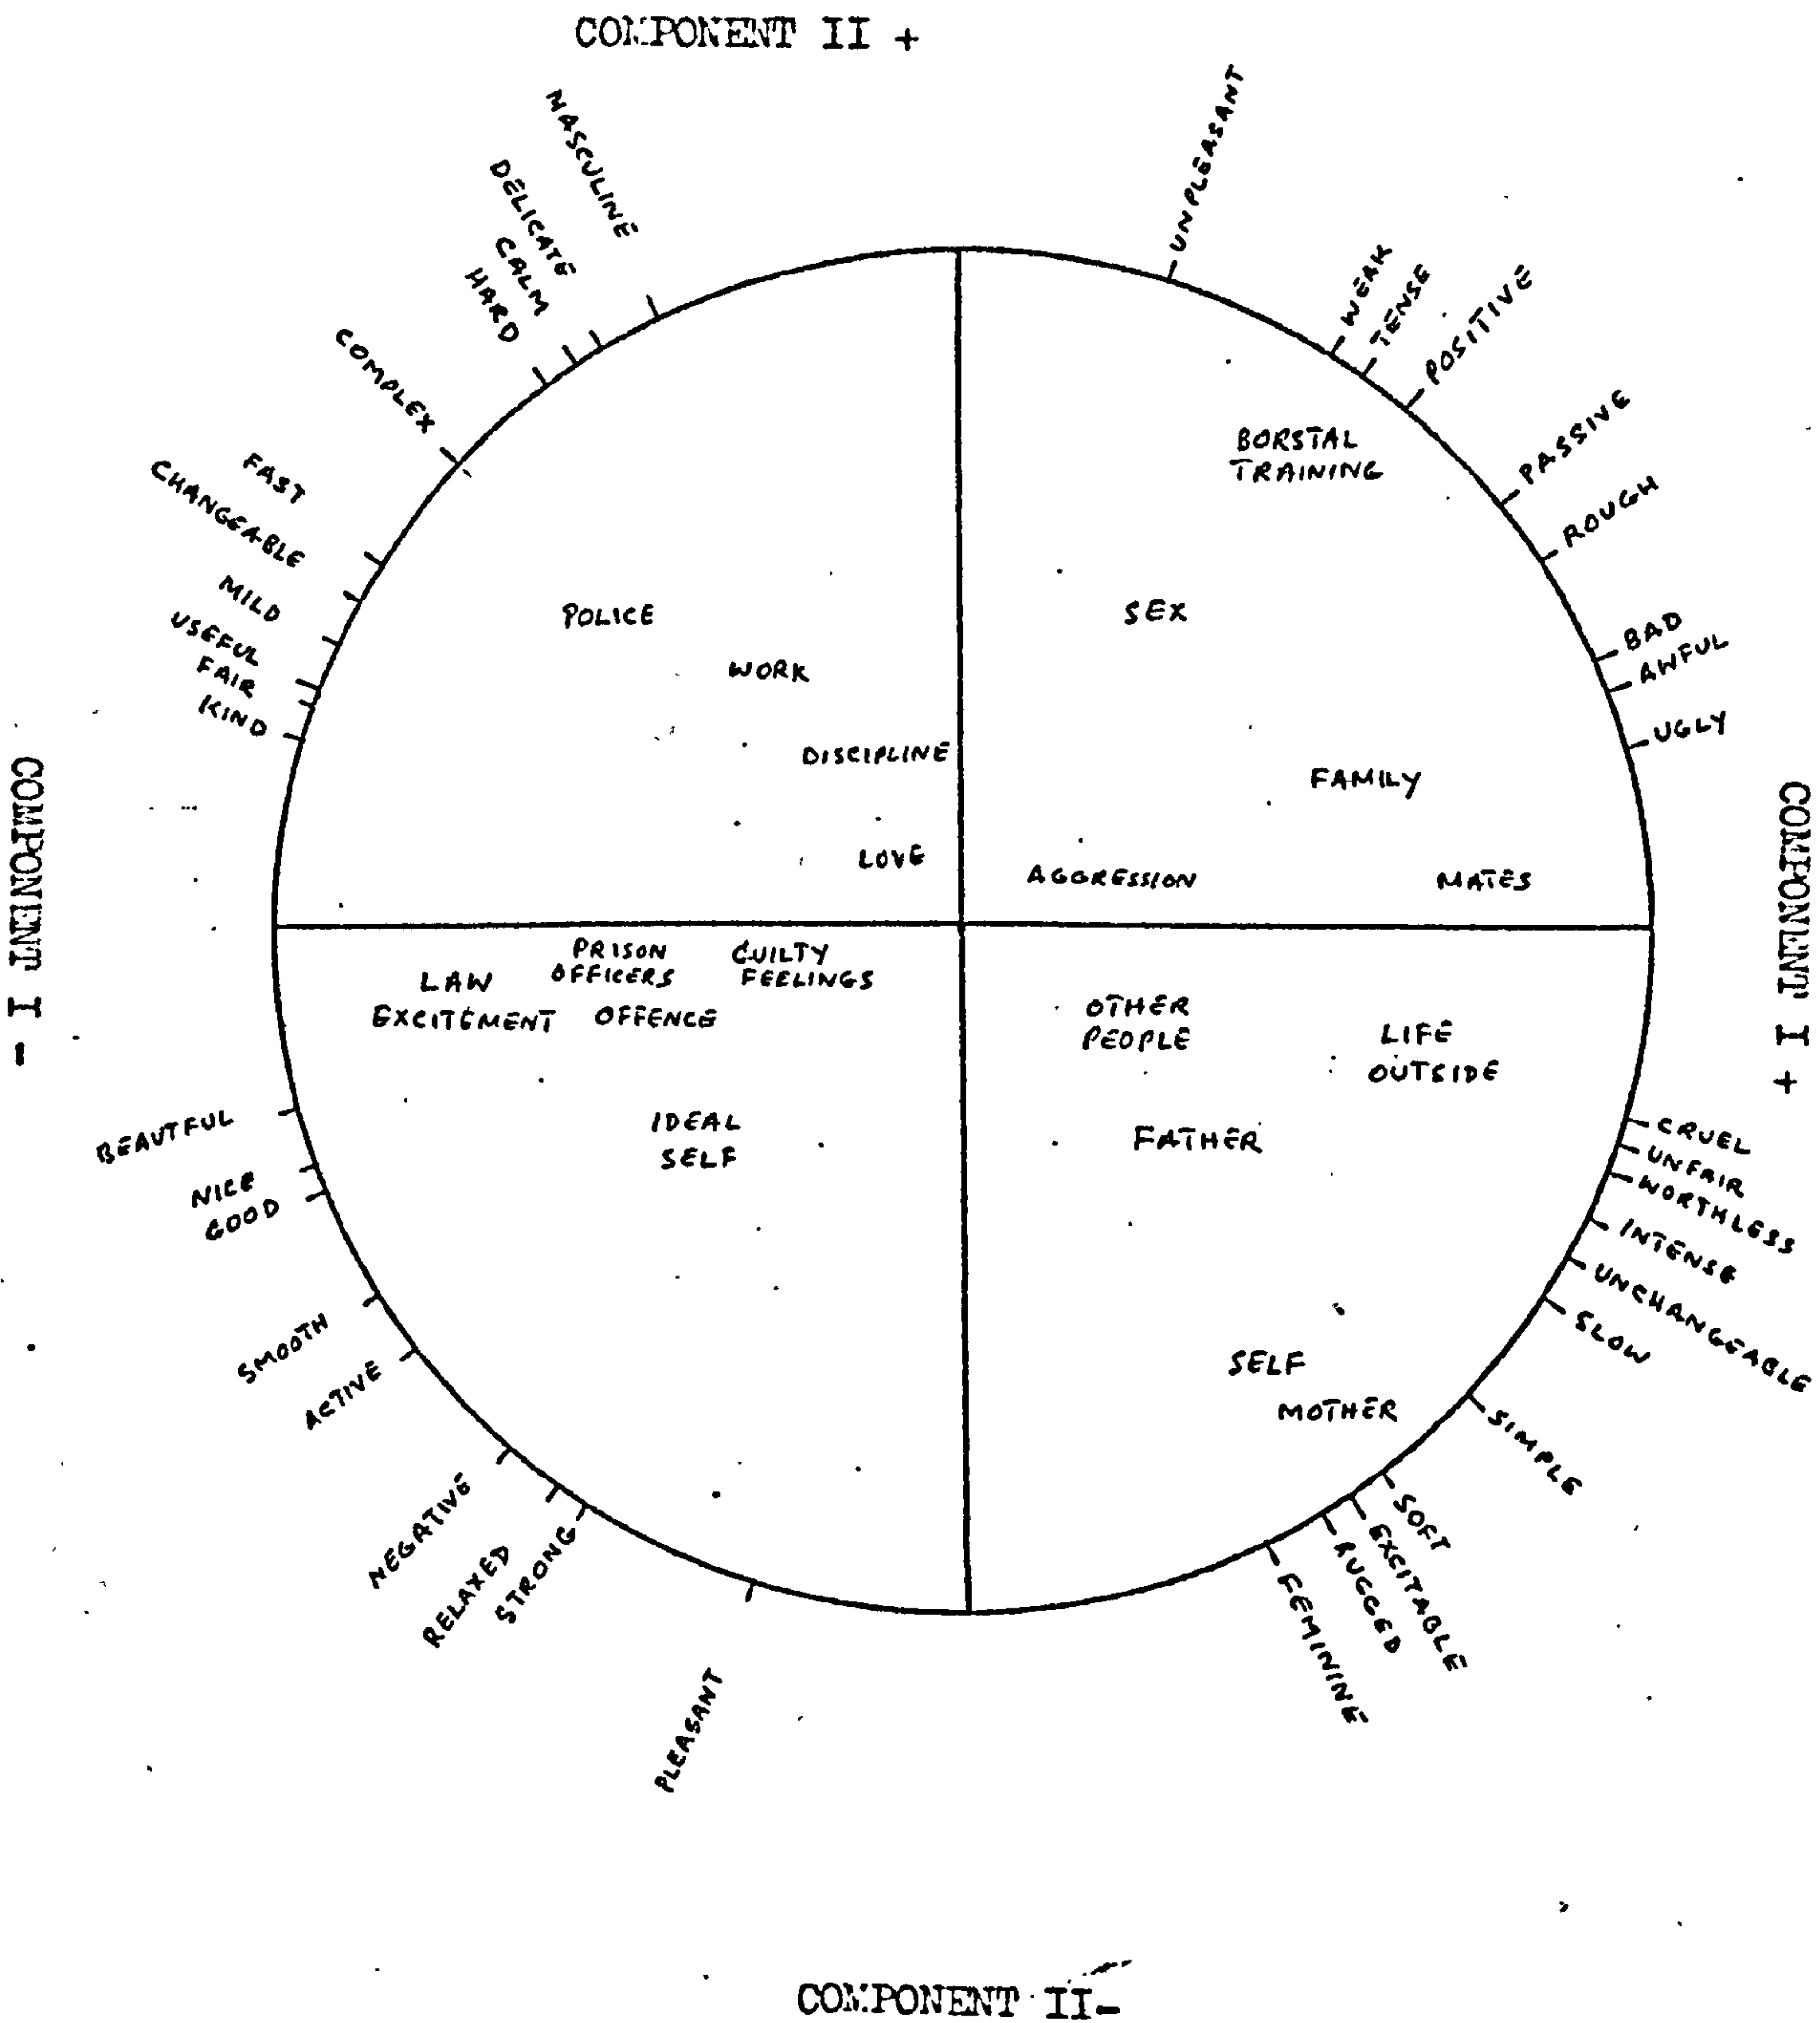 COMPONENT II +
MASCULINE
DELICATE
CALM
HARD
COMPLEX
FAST
CHANGEABLE
MILD
USEFUL
FAIR
KIND
UNPLEASANT
WEAK
TENSE
POSITIVE
PASSIVE
ROUGH
BAD
AWFUL
UGLY
BORSTAL
TRAINING
POLICE
SEX
WORK
DISCIPLINE
FAMILY
LOVE
AGGRESSION
MATES
COMPONENT I -
COMPONENT I +
PRISON
OFFICERS
GUILTY
FEELINGS
LAW
EXCITEMENT
OFFENCE
OTHER
PEOPLE
LIFE
OUTSIDE
IDEAL
SELF
FATHER
SELF
MOTHER
BEAUTFUL
NICE
GOOD
SMOOTH
ACTIVE
NEGATIVE
RELAXED
STRONG
PLEASANT
CRUEL
UNFAIR
WORTHLESS
INTENSE
UNCHANGEABLE
SLOW
SIMPLE
SOFT
EXCITABLE
RUGGED
FEMININE
COMPONENT II-